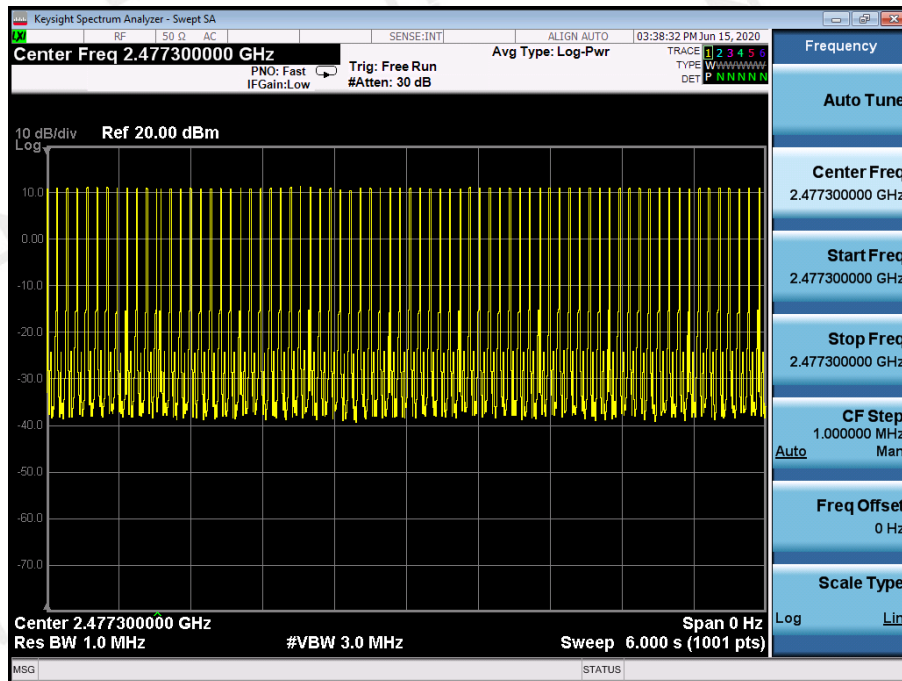 Keysight Spectrum Analyzer - Swept SA
LXI RF 50 Ω AC SENSE:INT ALIGN AUTO 03:38:32 PM Jun 15, 2020
Center Freq 2.477300000 GHz
PNO: Fast
IFGain:Low
Trig: Free Run
#Atten: 30 dB
Avg Type: Log-Pwr
TRACE 1 2 3 4 5 6
TYPE WWWWWW
DET P N N N N N
10 dB/div Ref 20.00 dBm
Log
10.0
0.00
-10.0
-20.0
-30.0
-40.0
-50.0
-60.0
-70.0
Center 2.477300000 GHz Span 0 Hz
Res BW 1.0 MHz #VBW 3.0 MHz Sweep 6.000 s (1001 pts)
MSG STATUS
Frequency
Auto Tune
Center Freq
2.477300000 GHz
Start Freq
2.477300000 GHz
Stop Freq
2.477300000 GHz
CF Step
1.000000 MHz
Auto Man
Freq Offset
0 Hz
Scale Type
Log Lin